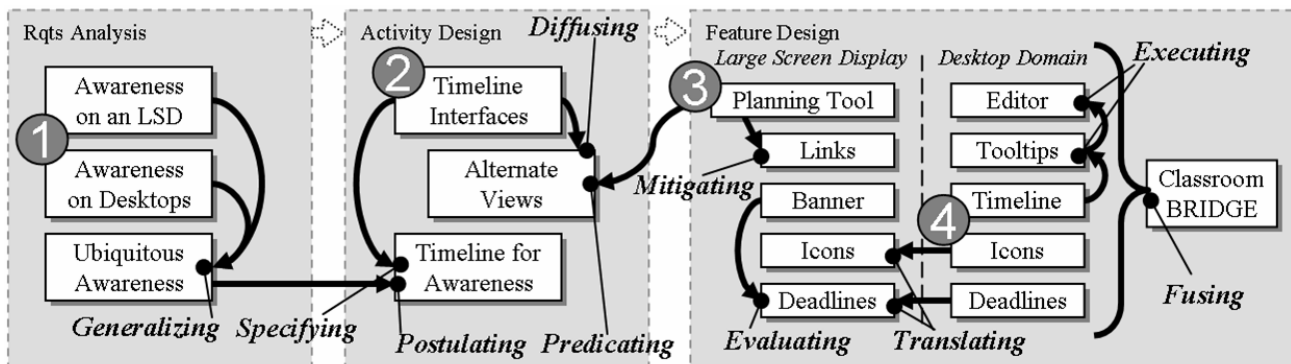 Rqts Analysis
Awareness
on an LSD
1
Awareness
on Desktops
Ubiquitous
Awareness
Generalizing
Specifying
Activity Design
Diffusing
2
Timeline
Interfaces
Alternate
Views
Timeline for
Awareness
Postulating
Predicating
Feature Design
Large Screen Display
Desktop Domain
Executing
3
Planning Tool
Links
Mitigating
Banner
Icons
Deadlines
Evaluating
Translating
Editor
Tooltips
Timeline
4
Icons
Deadlines
Classroom
BRIDGE
Fusing